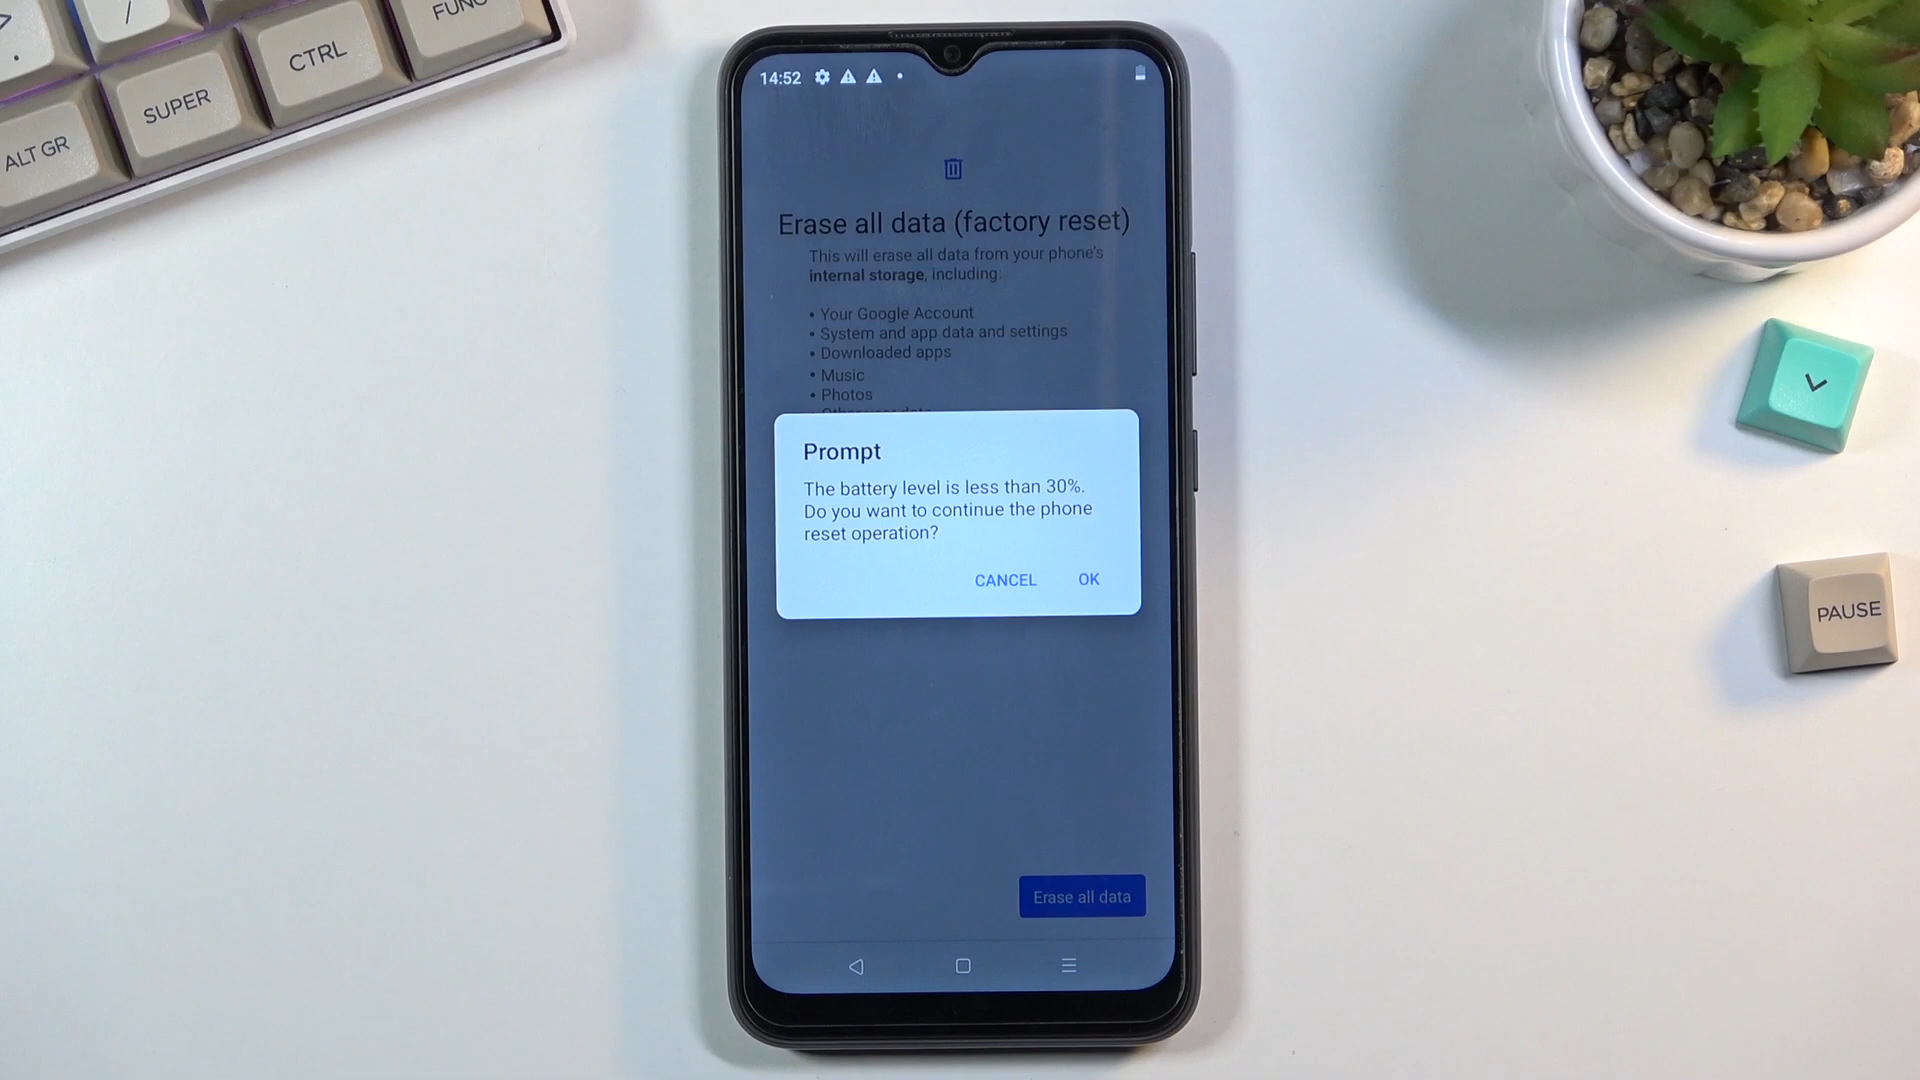 /
CTRL
SUPER
ALT GR
14:52
Erase all data (factory reset)
This will erase all data from your phone's
internal storage, including:
• Your Google Account
• System and app data and settings
• Downloaded apps
• Music
• Photos
Prompt
The battery level is less than 30%.
Do you want to continue the phone
reset operation?
CANCEL OK
Erase all data
PAUSE